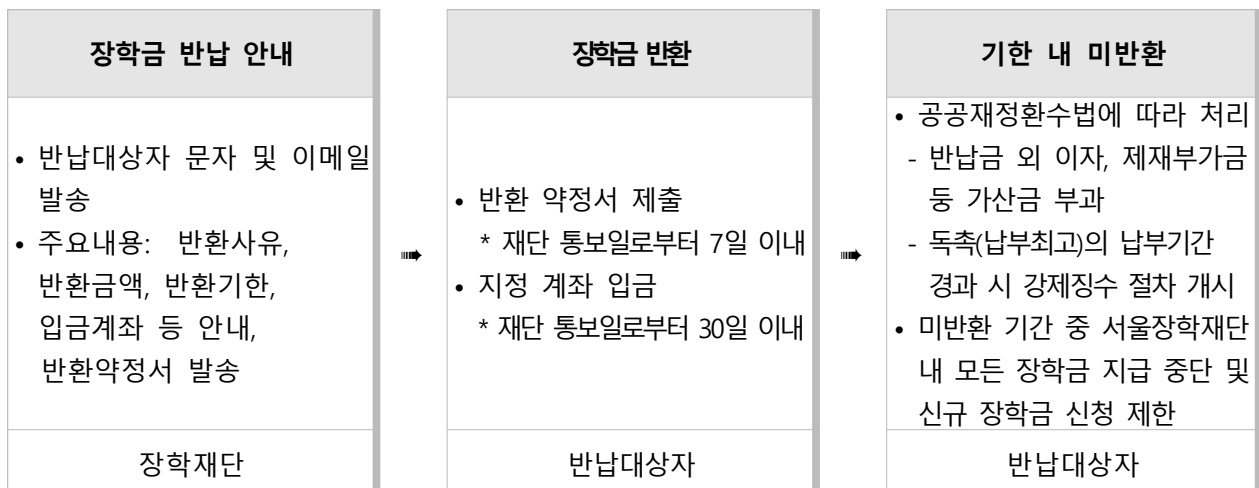 장학금 반납 안내
• 반납대상자 문자 및 이메일
발송
• 주요내용: 반환사유,
반환금액, 반환기한,
입금계좌 등 안내,
반환약정서 발송
장학재단
➠
장학금 반환
• 반환 약정서 제출
* 재단 통보일로부터 7일 이내
• 지정 계좌 입금
* 재단 통보일로부터 30일 이내
반납대상자
➠
기한 내 미반환
• 공공재정환수법에 따라 처리
- 반납금 외 이자, 제재부가금
둥 가산금 부과
- 독촉(납부최고)의 납부기간
경과 시 강제징수 절차 개시
• 미반환 기간 중 서울장학재단
내 모든 장학금 지급 중단 및
신규 장학금 신청 제한
반납대상자